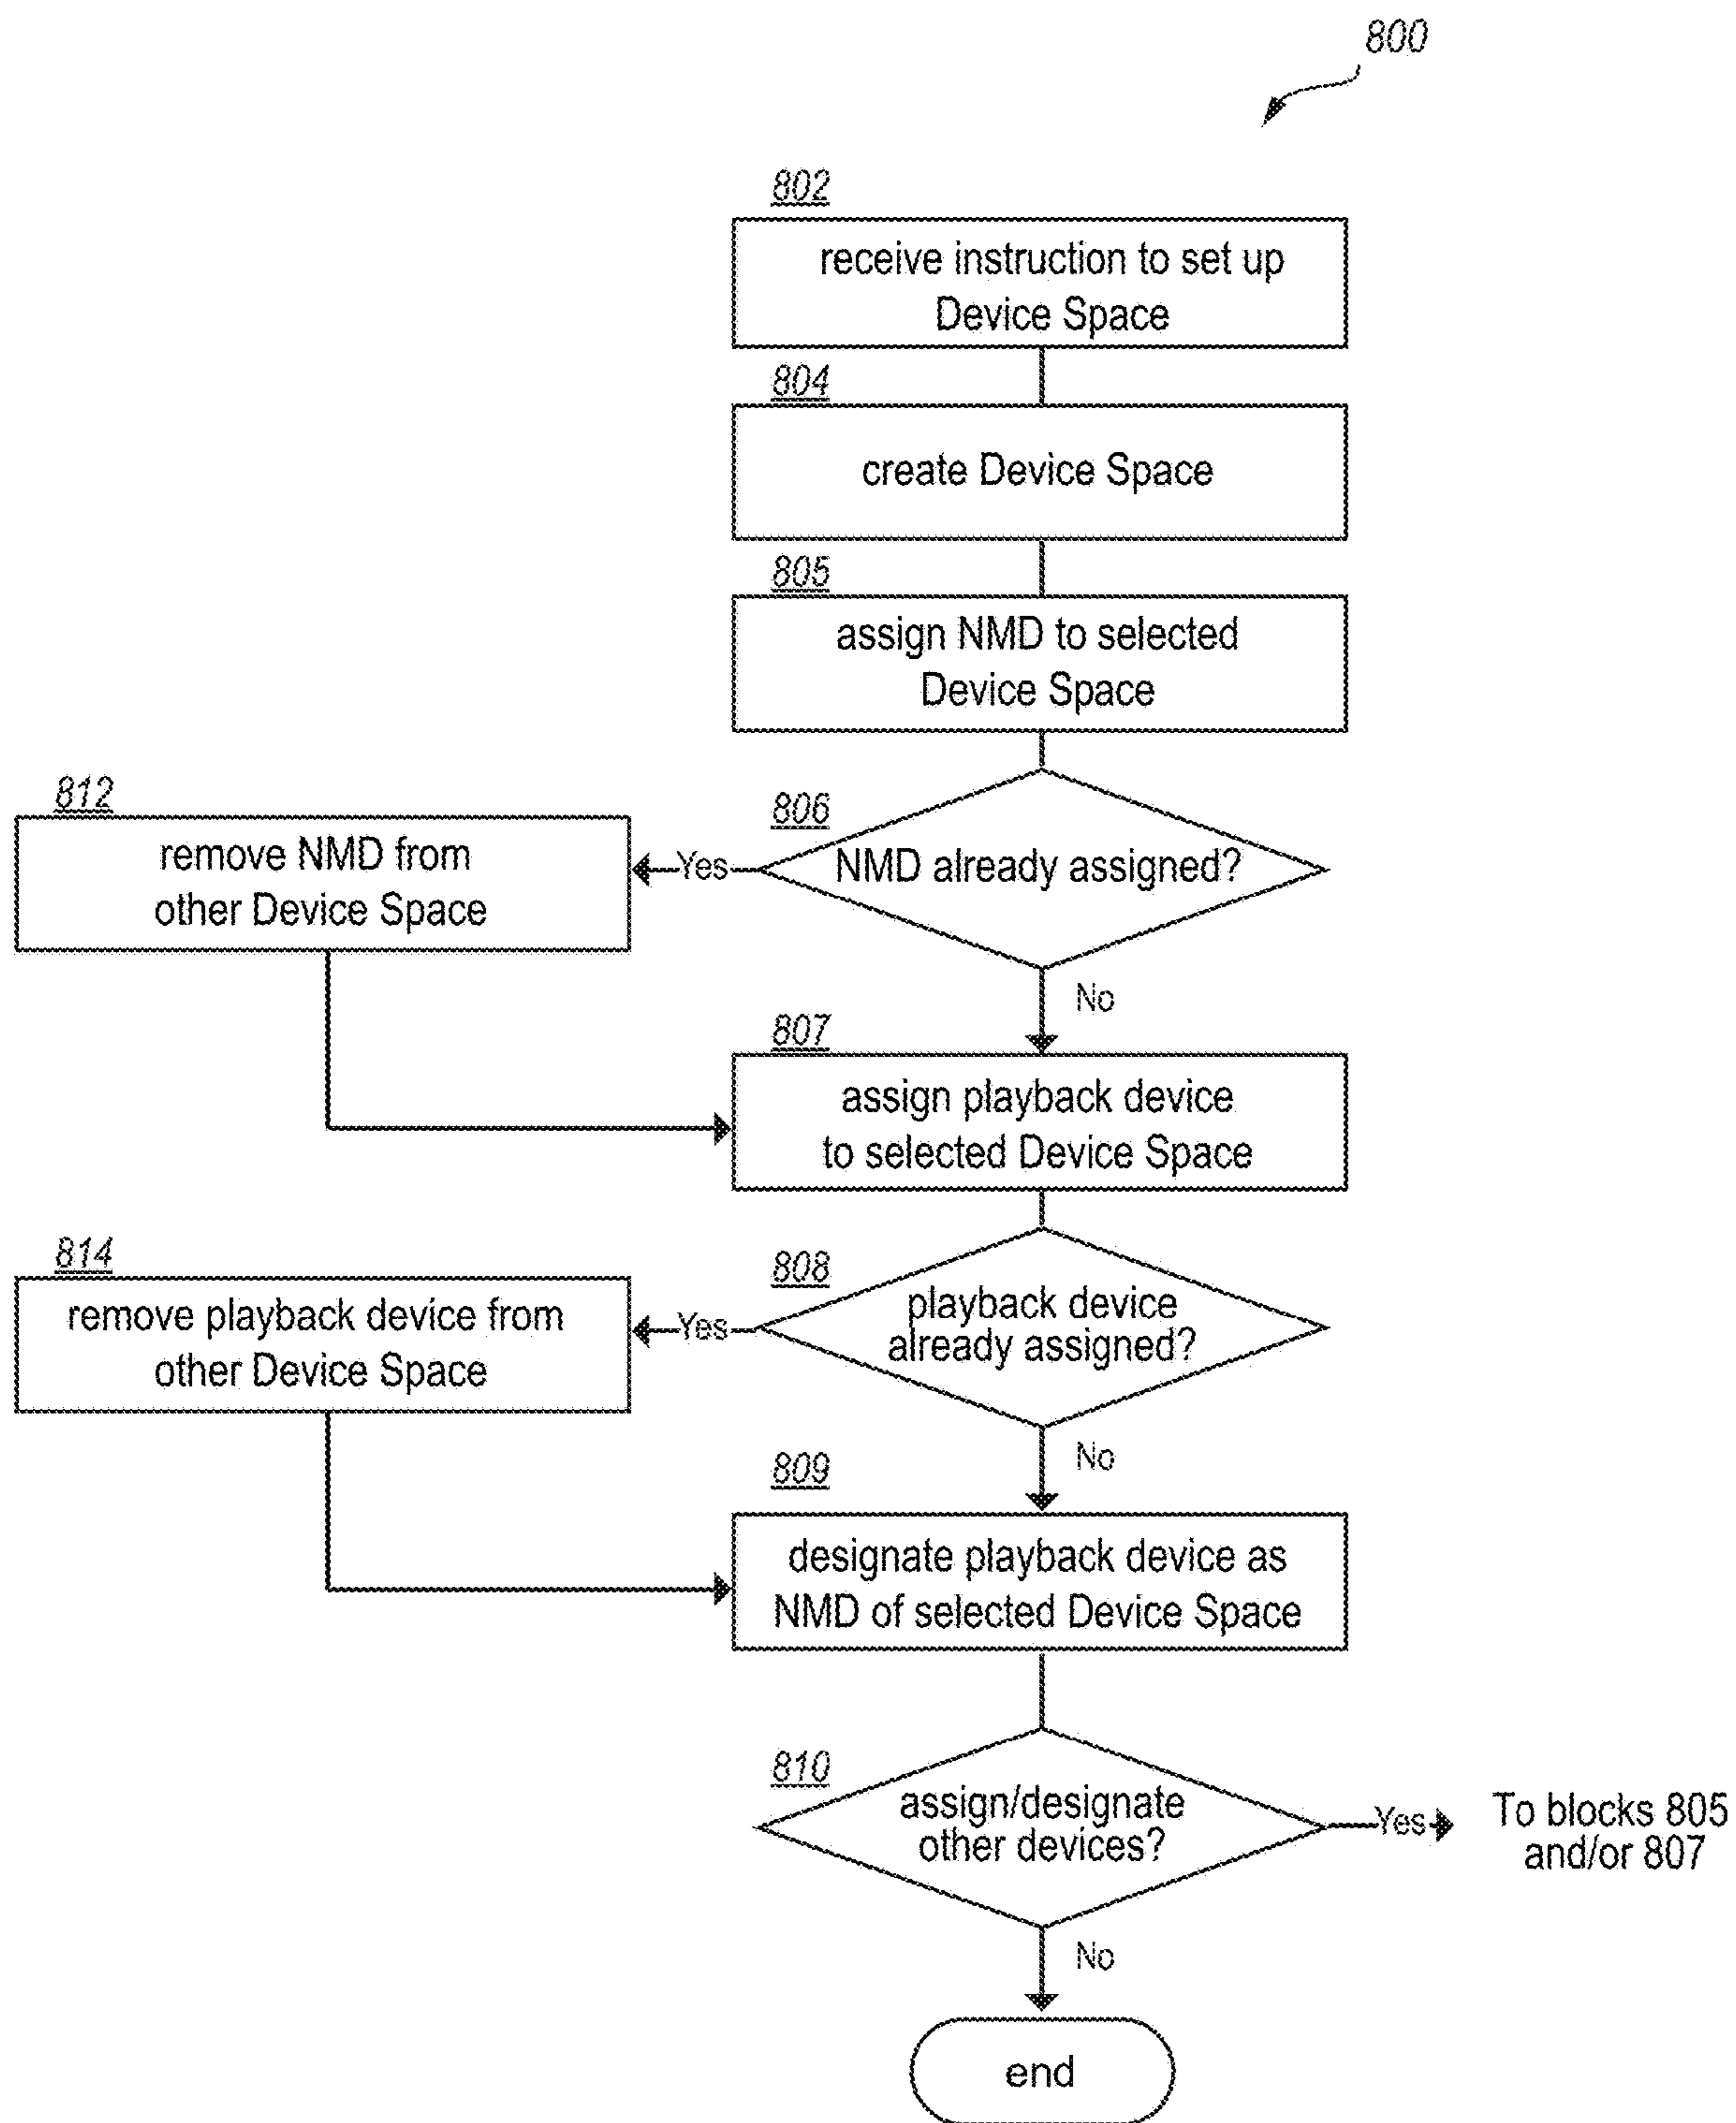 800
802
receive instruction to set up
Device Space
804
create Device Space
805
assign NMD to selected
Device Space
812
remove NMD from
other Device Space
806
NMD already assigned?
Yes
No
807
assign playback device
to selected Device Space
814
remove playback device from
other Device Space
808
playback device
already assigned?
Yes
No
809
designate playback device as
NMD of selected Device Space
810
assign/designate
other devices?
Yes
To blocks 805
and/or 807
No
end